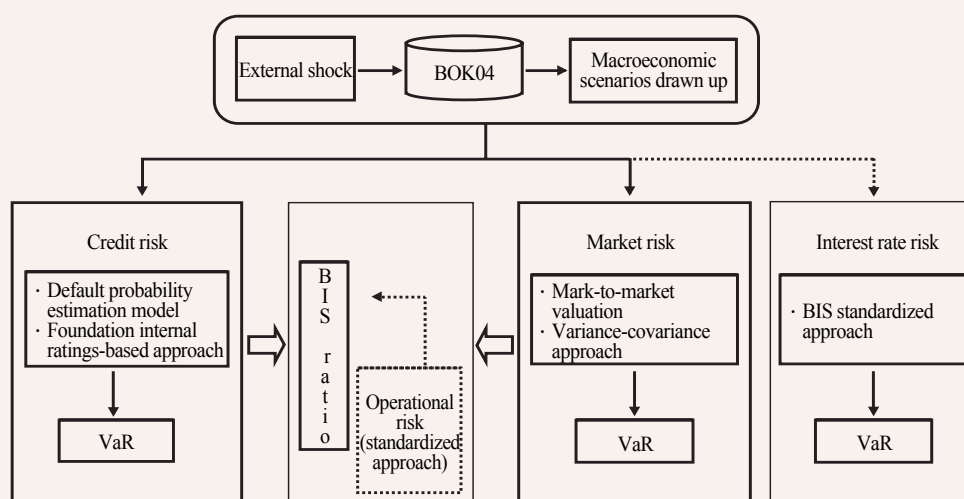 External shock
BOK04
Macroeconomic
scenarios drawn up
Credit risk
· Default probability
estimation model
· Foundation internal
ratings-based approach
VaR
BIS ratio
Operational
risk
(standardized
approach)
Market risk
· Mark-to-market
valuation
· Variance-covariance
approach
VaR
Interest rate risk
· BIS standardized
approach
VaR